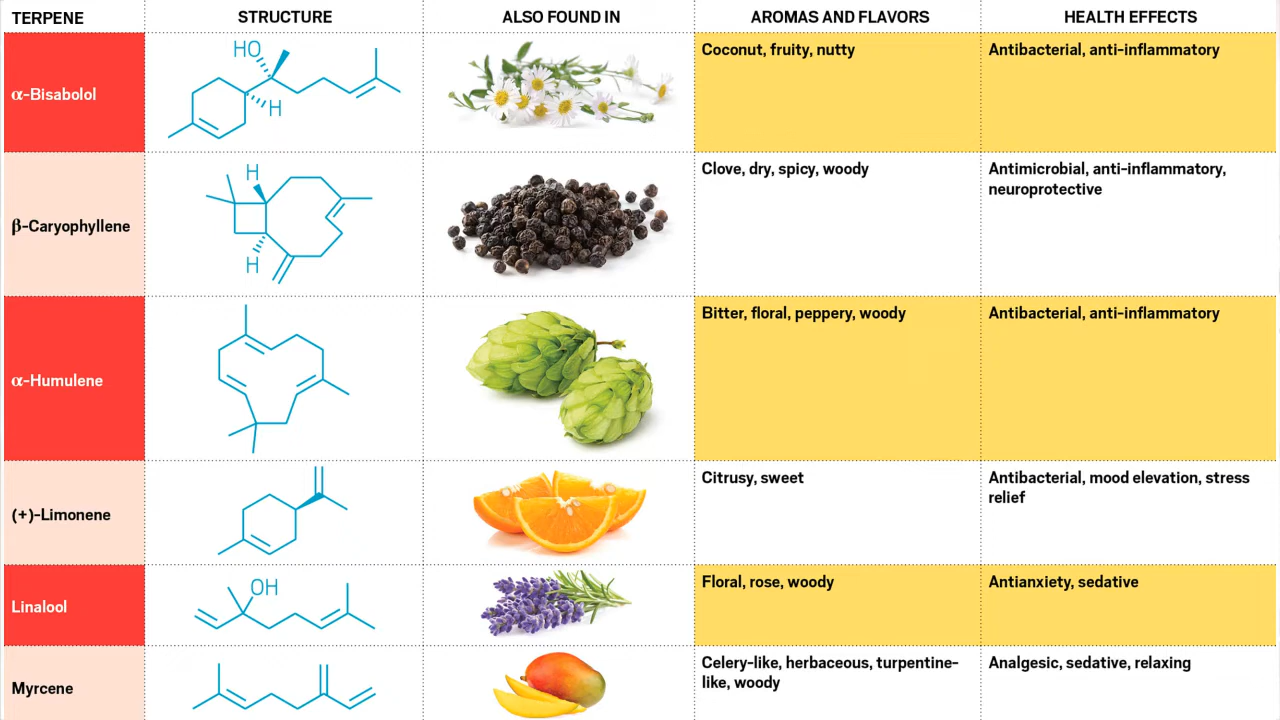 TERPENE STRUCTURE ALSO FOUND IN AROMAS AND FLAVORS HEALTH EFFECTS
α-Bisabolol
HO
H
Coconut, fruity, nutty
Antibacterial, anti-inflammatory
β-Caryophyllene
H
H
Clove, dry, spicy, woody
Antimicrobial, anti-inflammatory,
neuroprotective
α-Humulene
Bitter, floral, peppery, woody
Antibacterial, anti-inflammatory
(+)-Limonene
Citrusy, sweet
Antibacterial, mood elevation, stress
relief
Linalool
OH
Floral, rose, woody
Antianxiety, sedative
Myrcene
Celery-like, herbaceous, turpentine-
like, woody
Analgesic, sedative, relaxing